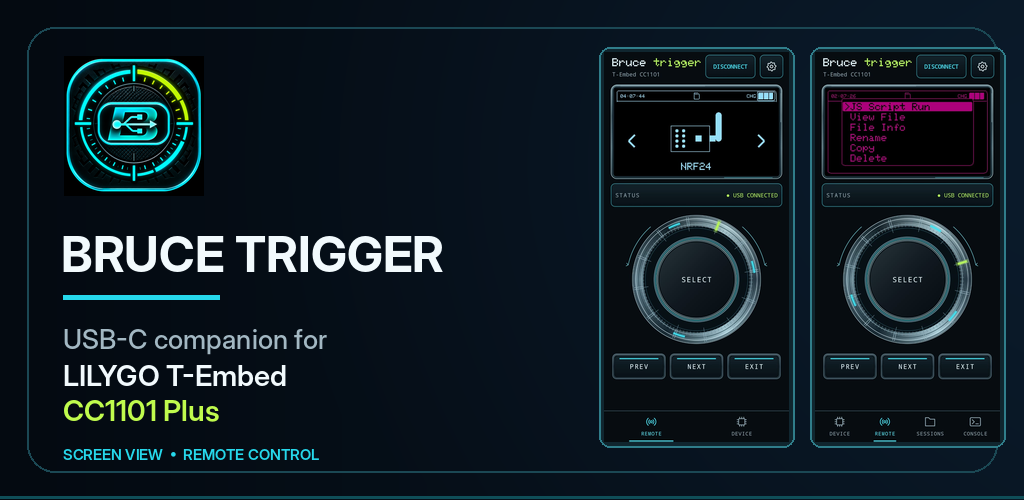 B
BRUCE TRIGGER
USB-C companion for
LILYGO T-Embed
CC1101 Plus
SCREEN VIEW • REMOTE CONTROL
Bruce trigger
T-Embed CC1101
DISCONNECT
04:07:44
CHG
NRF24
STATUS
• USB CONNECTED
SELECT
PREV
NEXT
EXIT
REMOTE
DEVICE
Bruce trigger
T-Embed CC1101
DISCONNECT
CHG
>JS Script Run
View File
File Info
Rename
Copy
Delete
STATUS
• USB CONNECTED
SELECT
PREV
NEXT
EXIT
DEVICE
REMOTE
SESSIONS
CONSOLE